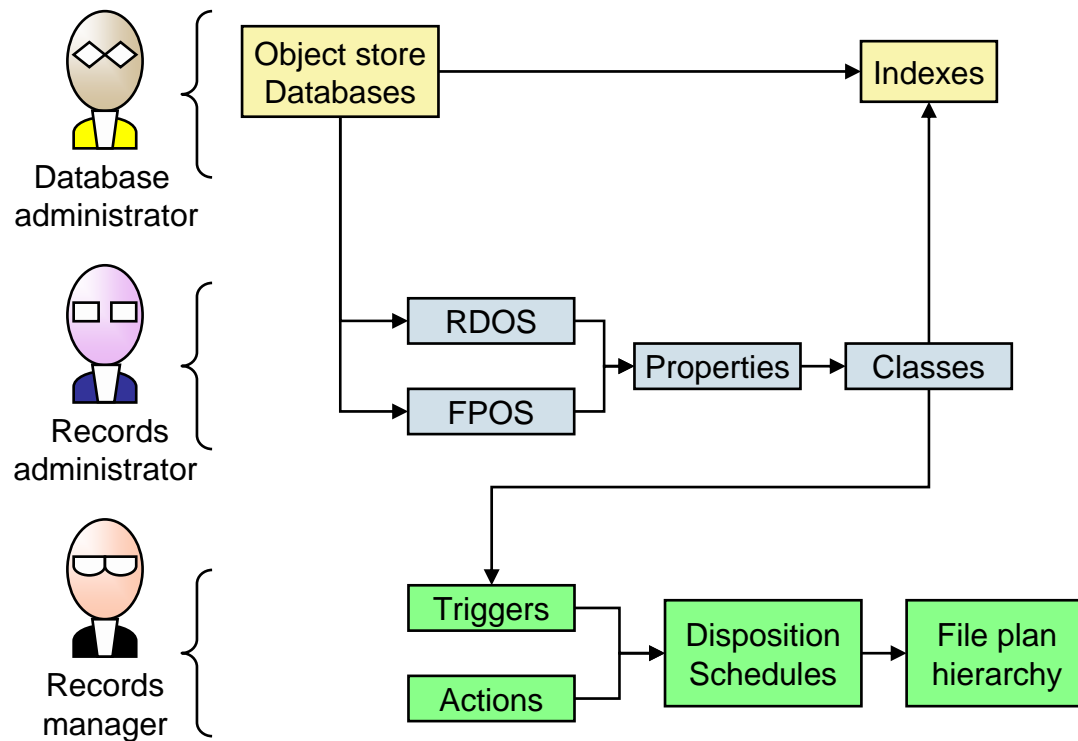 Object store
Databases
Indexes
Database
administrator
RDOS
Properties
Classes
FPOS
Records
administrator
Triggers
Disposition
Schedules
File plan
hierarchy
Actions
Records
manager